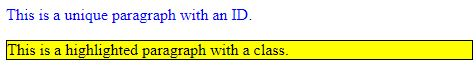 This is a unique paragraph with an ID.
This is a highlighted paragraph with a class.